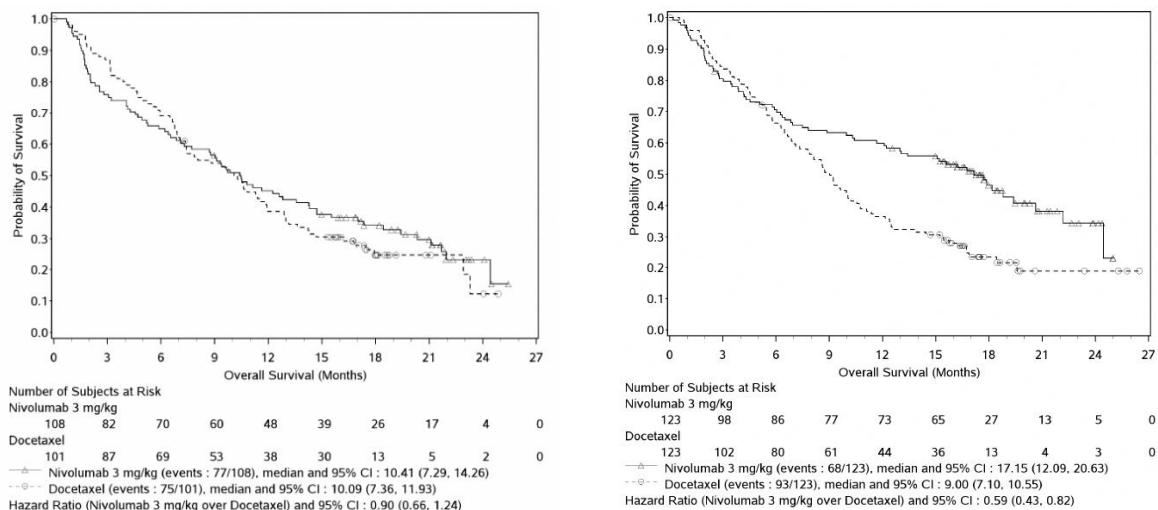 1.0
0.9
0.8
0.7
0.6
0.5
0.4
0.3
0.2
0.1
0.0
Probability of Survival
0 3 6 9 12 15 18 21 24 27
Overall Survival (Months)
Number of Subjects at Risk
Nivolumab 3 mg/kg
108 82 70 60 48 39 26 17 4 0
Docetaxel
101 87 69 53 38 30 13 5 2 0
Nivolumab 3 mg/kg (events : 77/108), median and 95% CI : 10.41 (7.29, 14.26)
Docetaxel (events : 75/101), median and 95% CI : 10.09 (7.36, 11.93)
Hazard Ratio (Nivolumab 3 mg/kg over Docetaxel) and 95% CI : 0.90 (0.66, 1.24)
1.0
0.9
0.8
0.7
0.6
0.5
0.4
0.3
0.2
0.1
0.0
Probability of Survival
0 3 6 9 12 15 18 21 24 27
Overall Survival (Months)
Number of Subjects at Risk
Nivolumab 3 mg/kg
123 98 86 77 73 65 27 13 5 0
Docetaxel
123 102 80 61 44 36 13 4 3 0
Nivolumab 3 mg/kg (events : 68/123), median and 95% CI : 17.15 (12.09, 20.63)
Docetaxel (events : 93/123), median and 95% CI : 9.00 (7.10, 10.55)
Hazard Ratio (Nivolumab 3 mg/kg over Docetaxel) and 95% CI : 0.59 (0.43, 0.82)